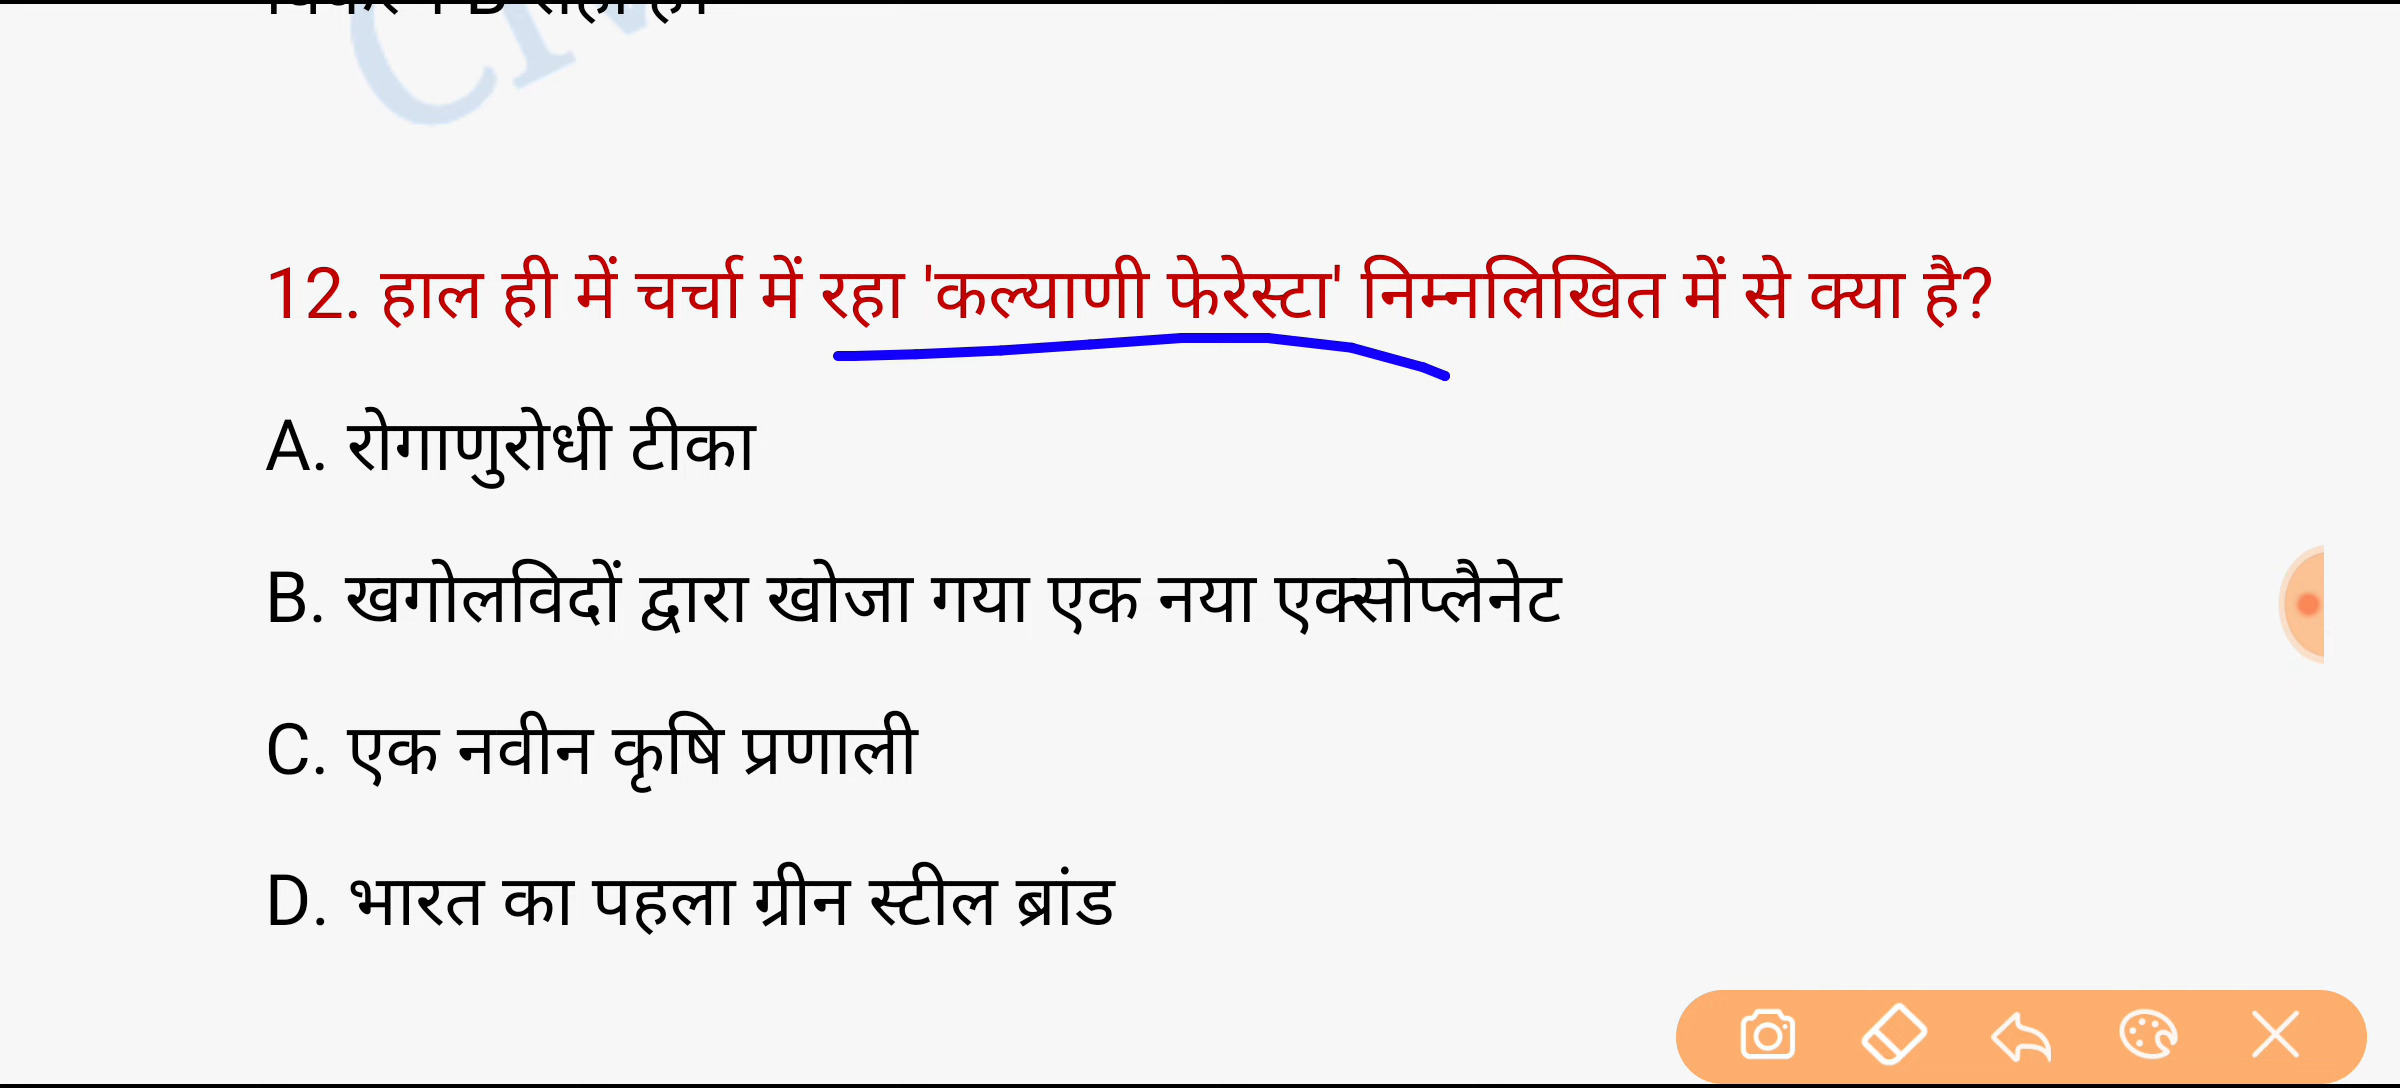 12. हाल ही में चर्चा में रहा 'कल्याणी फेरेस्टा' निम्नलिखित में से क्या है?
A. रोगाणुरोधी टीका
B. खगोलविदों द्वारा खोजा गया एक नया एक्सोप्लैनेट
C. एक नवीन कृषि प्रणाली
D. भारत का पहला ग्रीन स्टील ब्रांड